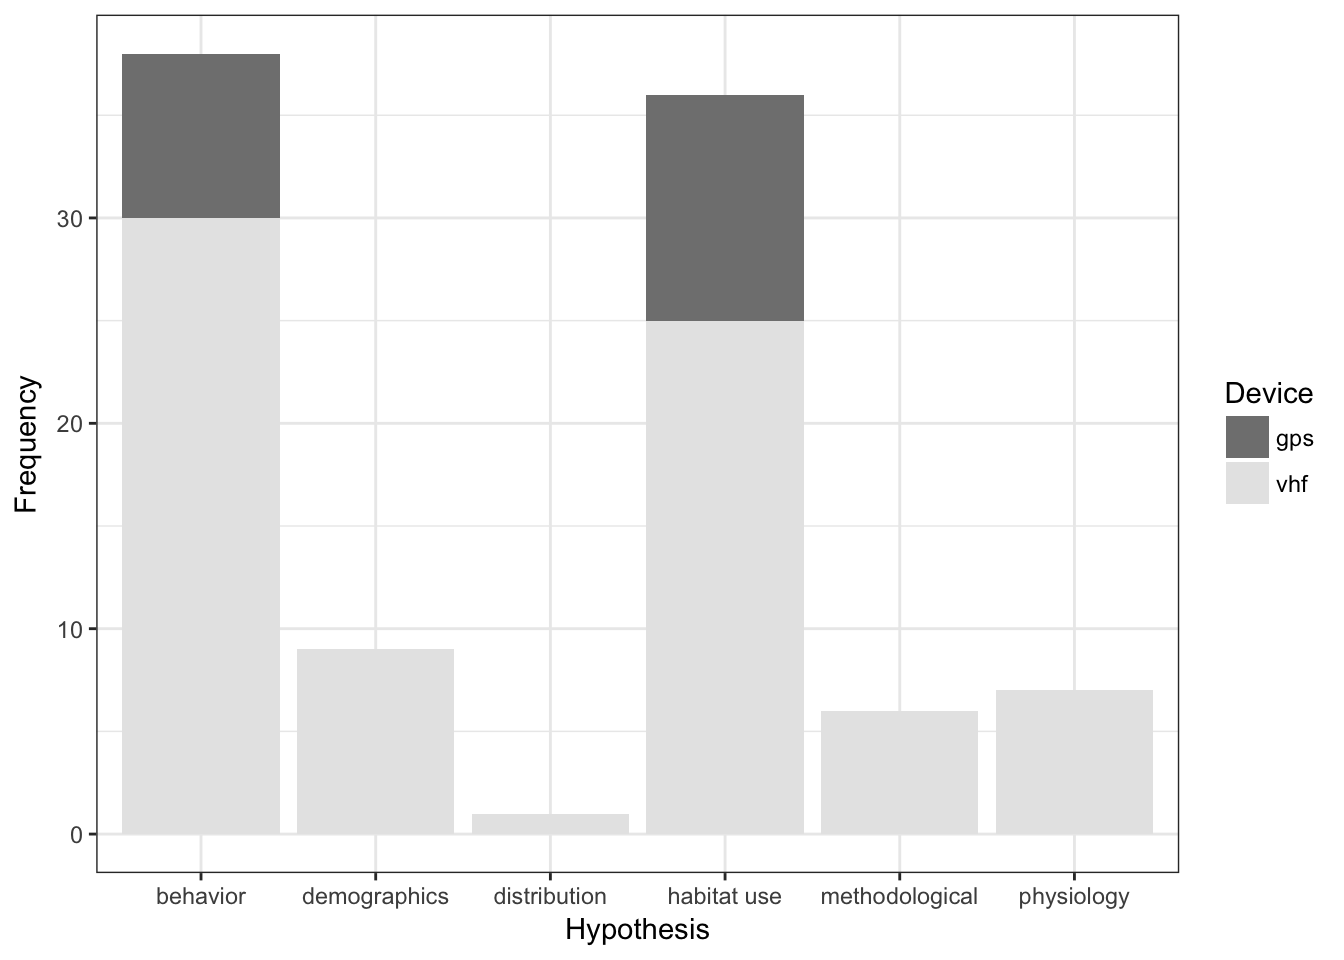 30
20
10
0
Frequency
behavior demographics distribution habitat use methodological physiology
Hypothesis
Device
gps
vhf